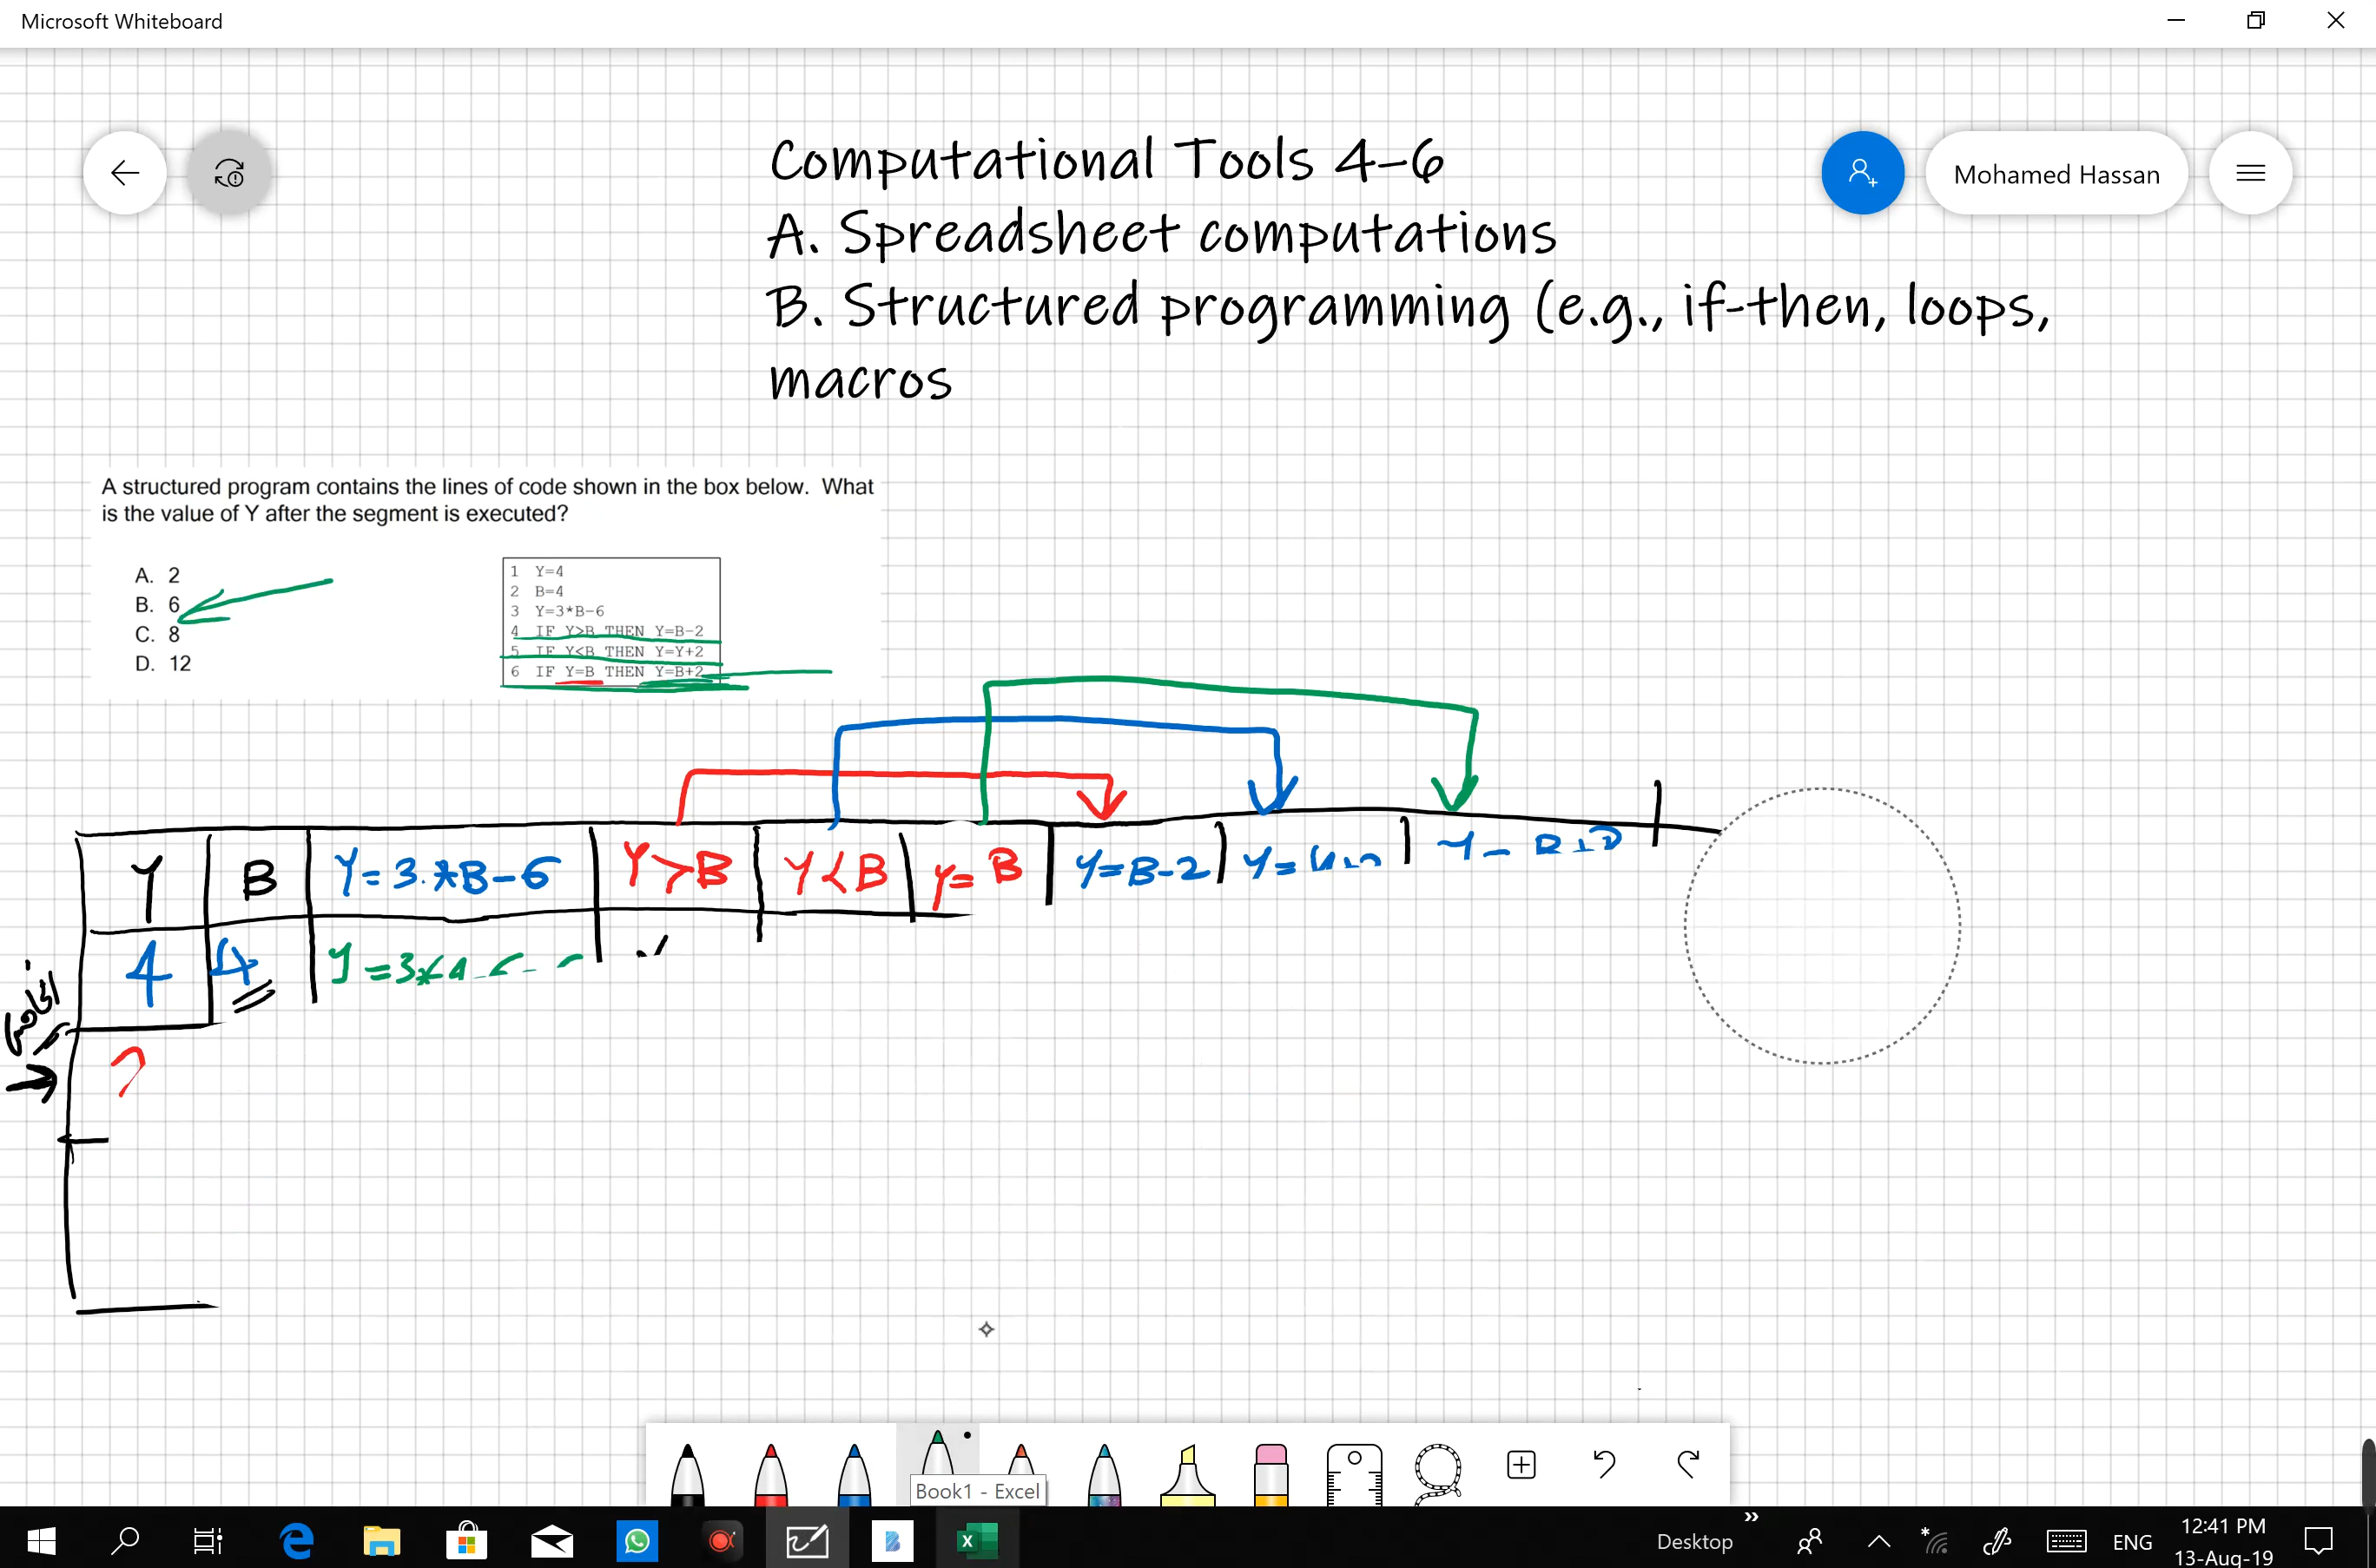 Microsoft Whiteboard
Computational Tools 4-6
Mohamed Hassan
A. Spreadsheet computations
B. Structured programming (e.g., if-then, loops,
macros
A structured program contains the lines of code shown in the box below. What
is the value of Y after the segment is executed?
A. 2
B. 6
C. 8
D. 12
1 Y=4
2 B=4
3 Y=3*B-6
4 IF Y>B THEN Y=B-2
5 IF Y<B THEN Y=Y+2
6 IF Y=B THEN Y=B+2
Y B Y=3.*B-6 Y>B Y<B y=B y=B-2 y=
4 4 y=3*4-
?
Book1 - Excel
Desktop
ENG
12:41 PM
13-Aug-19